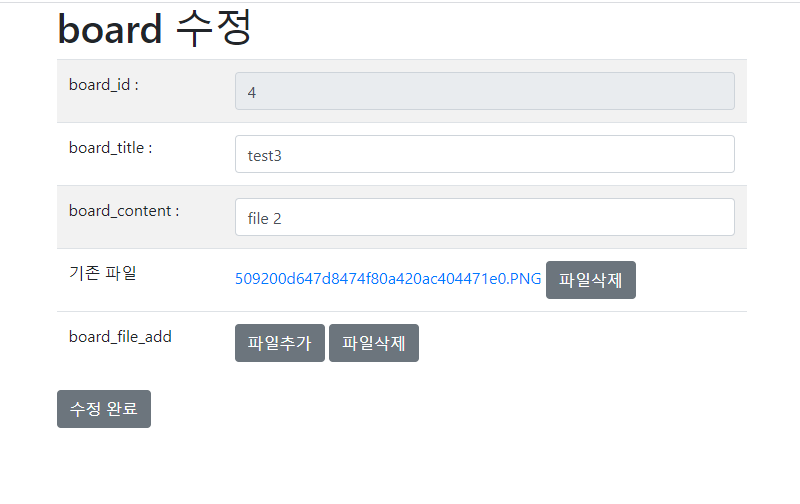 board 수정
board_id : 4
board_title : test3
board_content : file 2
기존 파일 509200d647d8474f80a420ac404471e0.PNG 파일삭제
board_file_add 파일추가 파일삭제
수정 완료